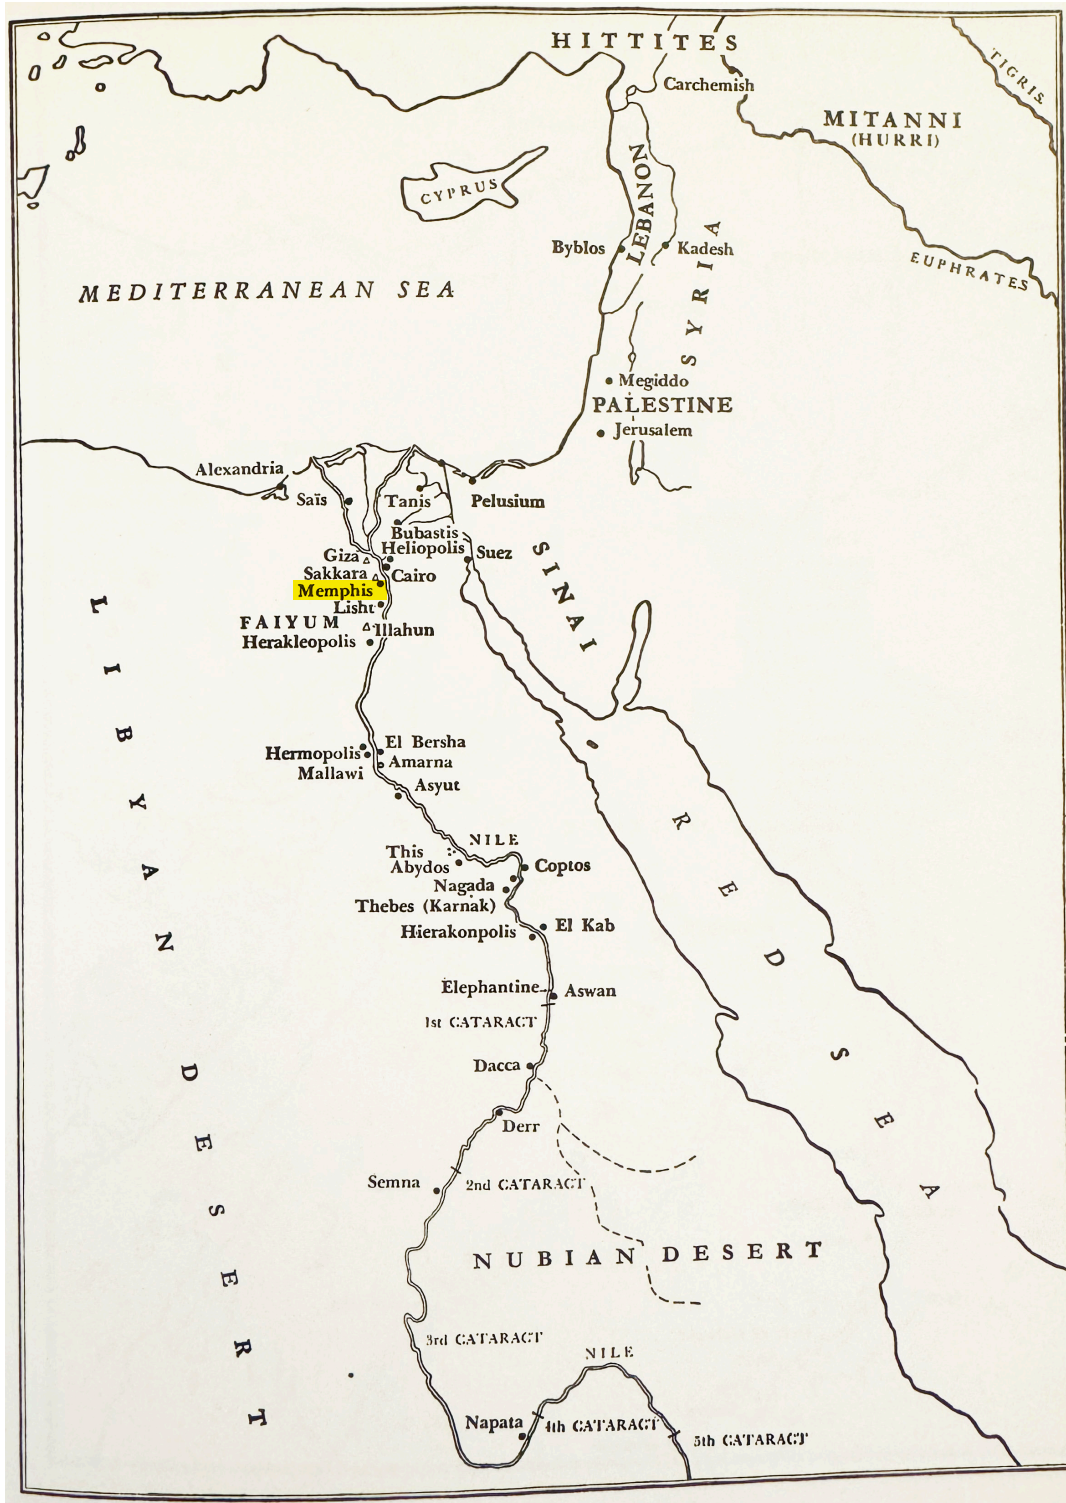 HITTITES
TIGRIS
Carchemish
MITANNI
(HURRI)
LEBANON
CYPRUS
Byblos
Kadesh
SYRIA
EUPHRATES
MEDITERRANEAN SEA
Megiddo
PALESTINE
Jerusalem
Alexandria
Saïs
Tanis
Pelusium
Bubastis
Heliopolis
Suez
SINAI
Giza
Sakkara
Cairo
Memphis
Lisht
FAIYUM
Illahun
Herakleopolis
LIBYAN DESERT
El Bersha
Hermopolis
Amarna
Mallawi
Asyut
RED SEA
NILE
This
Abydos
Coptos
Nagada
Thebes (Karnak)
El Kab
Hierakonpolis
Elephantine
Aswan
1st CATARACT
Dacca
Derr
Semna
2nd CATARACT
NUBIAN DESERT
3rd CATARACT
NILE
Napata
4th CATARACT
5th CATARACT